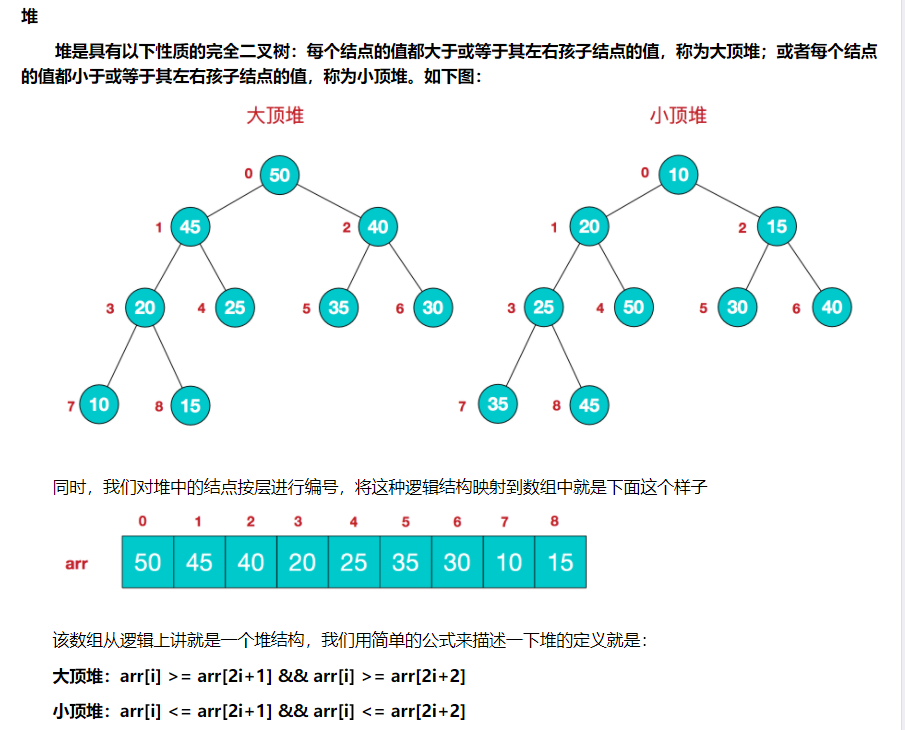 堆
堆是具有以下性质的完全二叉树：每个结点的值都大于或等于其左右孩子结点的值，称为大顶堆；或者每个结点
的值都小于或等于其左右孩子结点的值，称为小顶堆。如下图：
大顶堆 小顶堆
0 50 0 10
1 45 2 40 1 20 2 15
3 20 4 25 5 35 6 30 3 25 4 50 5 30 6 40
7 10 8 15 7 35 8 45
同时，我们对堆中的结点按层进行编号，将这种逻辑结构映射到数组中就是下面这个样子
0 1 2 3 4 5 6 7 8
arr 50 45 40 20 25 35 30 10 15
该数组从逻辑上讲就是一个堆结构，我们用简单的公式来描述一下堆的定义就是：
大顶堆：arr[i] >= arr[2i+1] && arr[i] >= arr[2i+2]
小顶堆：arr[i] <= arr[2i+1] && arr[i] <= arr[2i+2]